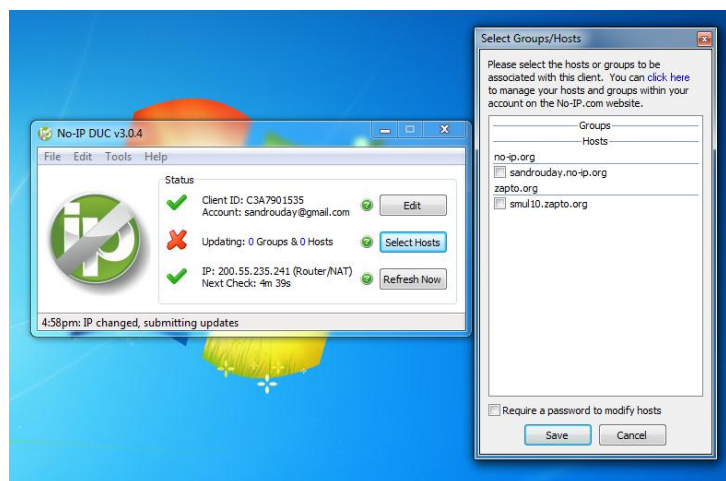 No-IP DUC v3.0.4
File Edit Tools Help
ip
Status
Client ID: C3A7901535
Account: sandrouday@gmail.com
Edit
Updating: 0 Groups & 0 Hosts
Select Hosts
IP: 200.55.235.241 (Router/NAT)
Next Check: 4m 39s
Refresh Now
4:58pm: IP changed, submitting updates
Select Groups/Hosts
Please select the hosts or groups to be
associated with this client. You can click here
to manage your hosts and groups within your
account on the No-IP.com website.
Groups
Hosts
no-ip.org
sandrouday.no-ip.org
zapto.org
smul10.zapto.org
Require a password to modify hosts
Save Cancel